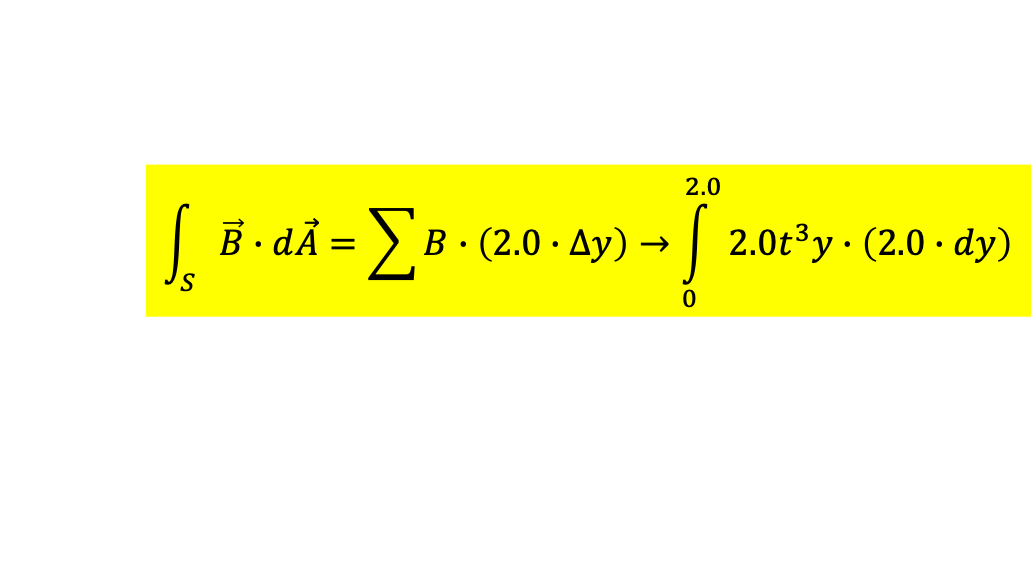 ∫_S B⃗ · dA⃗ = ∑ B · (2.0 · Δy) → ∫_0^2.0 2.0t³y · (2.0 · dy)